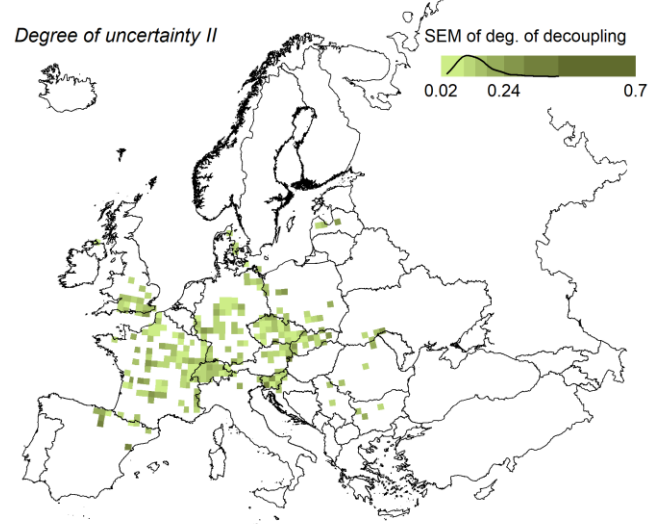 Degree of uncertainty II
SEM of deg. of decoupling
0.02 0.24 0.7